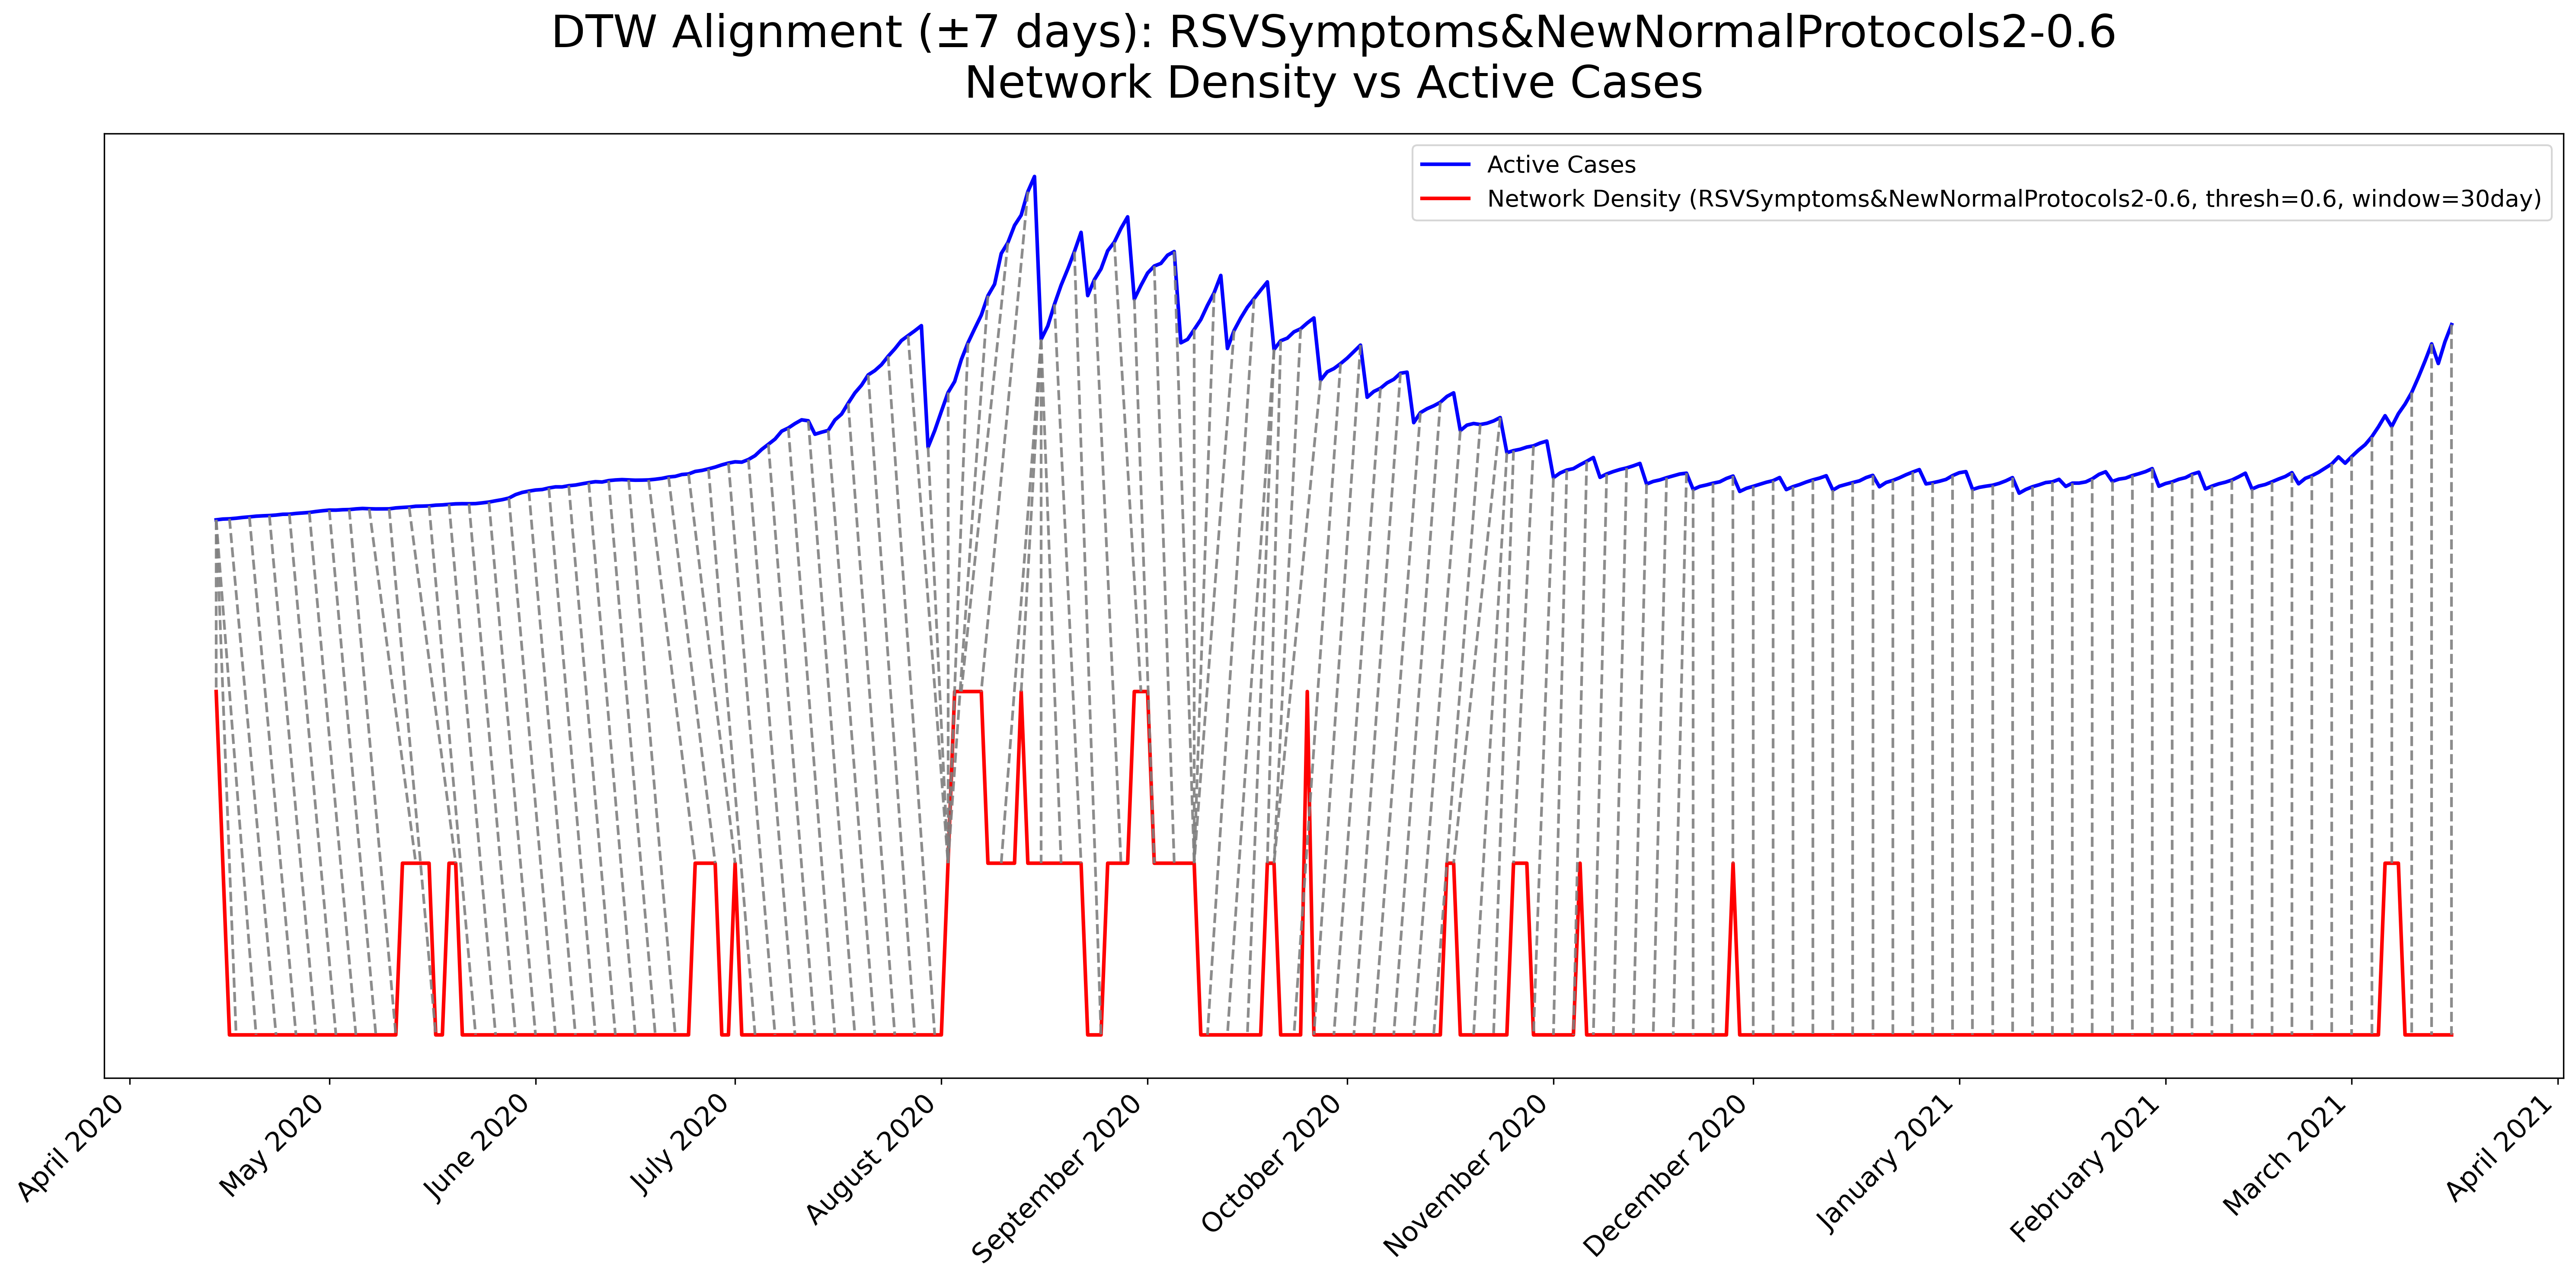 DTW Alignment (±7 days): RSVSymptoms&NewNormalProtocols2-0.6
Network Density vs Active Cases
Active Cases
Network Density (RSVSymptoms&NewNormalProtocols2-0.6, thresh=0.6, window=30day)
April 2020
May 2020
June 2020
July 2020
August 2020
September 2020
October 2020
November 2020
December 2020
January 2021
February 2021
March 2021
April 2021